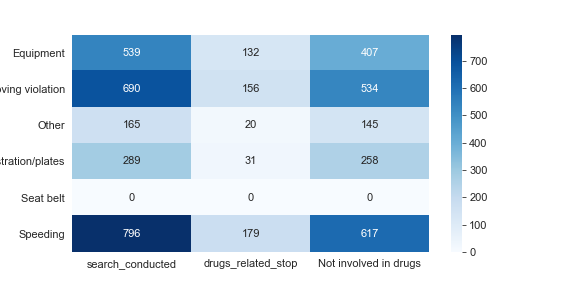 Equipment 539 132 407
oving violation 690 156 534
Other 165 20 145
stration/plates 289 31 258
Seat belt 0 0 0
Speeding 796 179 617
search_conducted drugs_related_stop Not involved in drugs
700
600
500
400
300
200
100
0